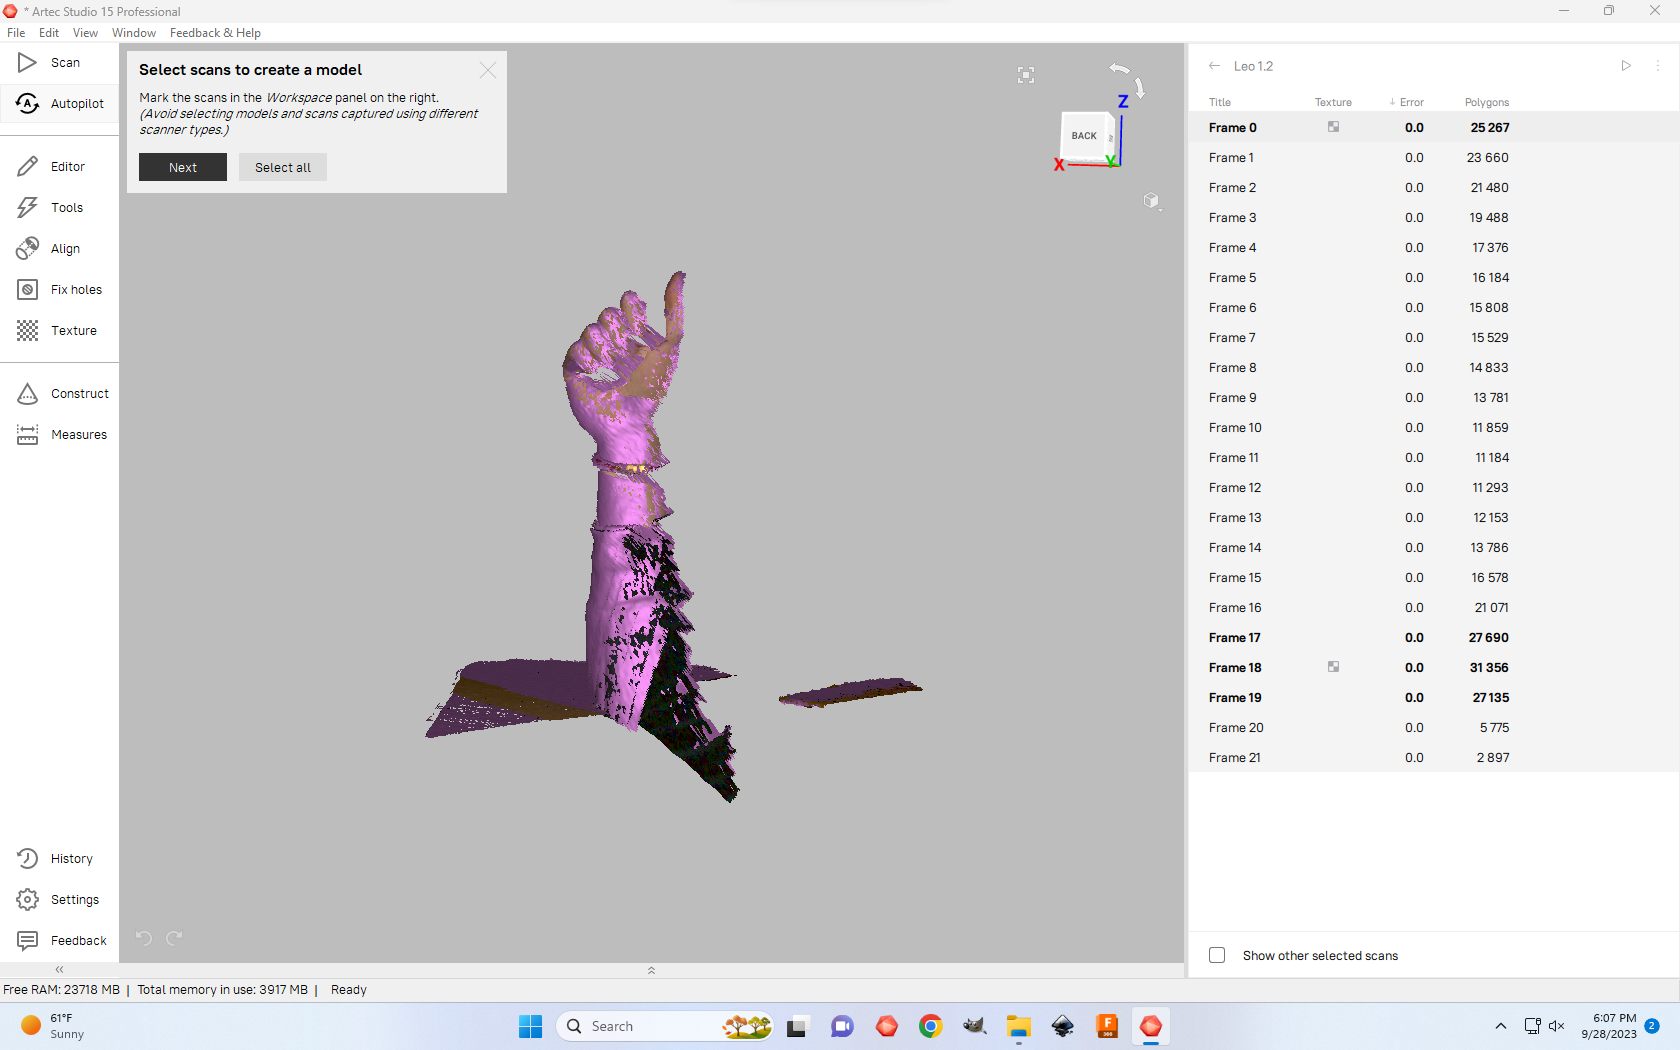 * Artec Studio 15 Professional
File Edit View Window Feedback & Help
Scan
Autopilot
Editor
Tools
Align
Fix holes
Texture
Construct
Measures
History
Settings
Feedback
Select scans to create a model
Mark the scans in the Workspace panel on the right.
(Avoid selecting models and scans captured using different
scanner types.)
Next Select all
Z
BACK
X Y
Leo 1.2
Title Texture Error Polygons
Frame 0 0.0 25 267
Frame 1 0.0 23 660
Frame 2 0.0 21 480
Frame 3 0.0 19 488
Frame 4 0.0 17 376
Frame 5 0.0 16 184
Frame 6 0.0 15 808
Frame 7 0.0 15 529
Frame 8 0.0 14 833
Frame 9 0.0 13 781
Frame 10 0.0 11 859
Frame 11 0.0 11 184
Frame 12 0.0 11 293
Frame 13 0.0 12 153
Frame 14 0.0 13 786
Frame 15 0.0 16 578
Frame 16 0.0 21 071
Frame 17 0.0 27 690
Frame 18 0.0 31 356
Frame 19 0.0 27 135
Frame 20 0.0 5 775
Frame 21 0.0 2 897
Show other selected scans
Free RAM: 23718 MB | Total memory in use: 3917 MB | Ready
61°F
Sunny
Search
6:07 PM
9/28/2023
2